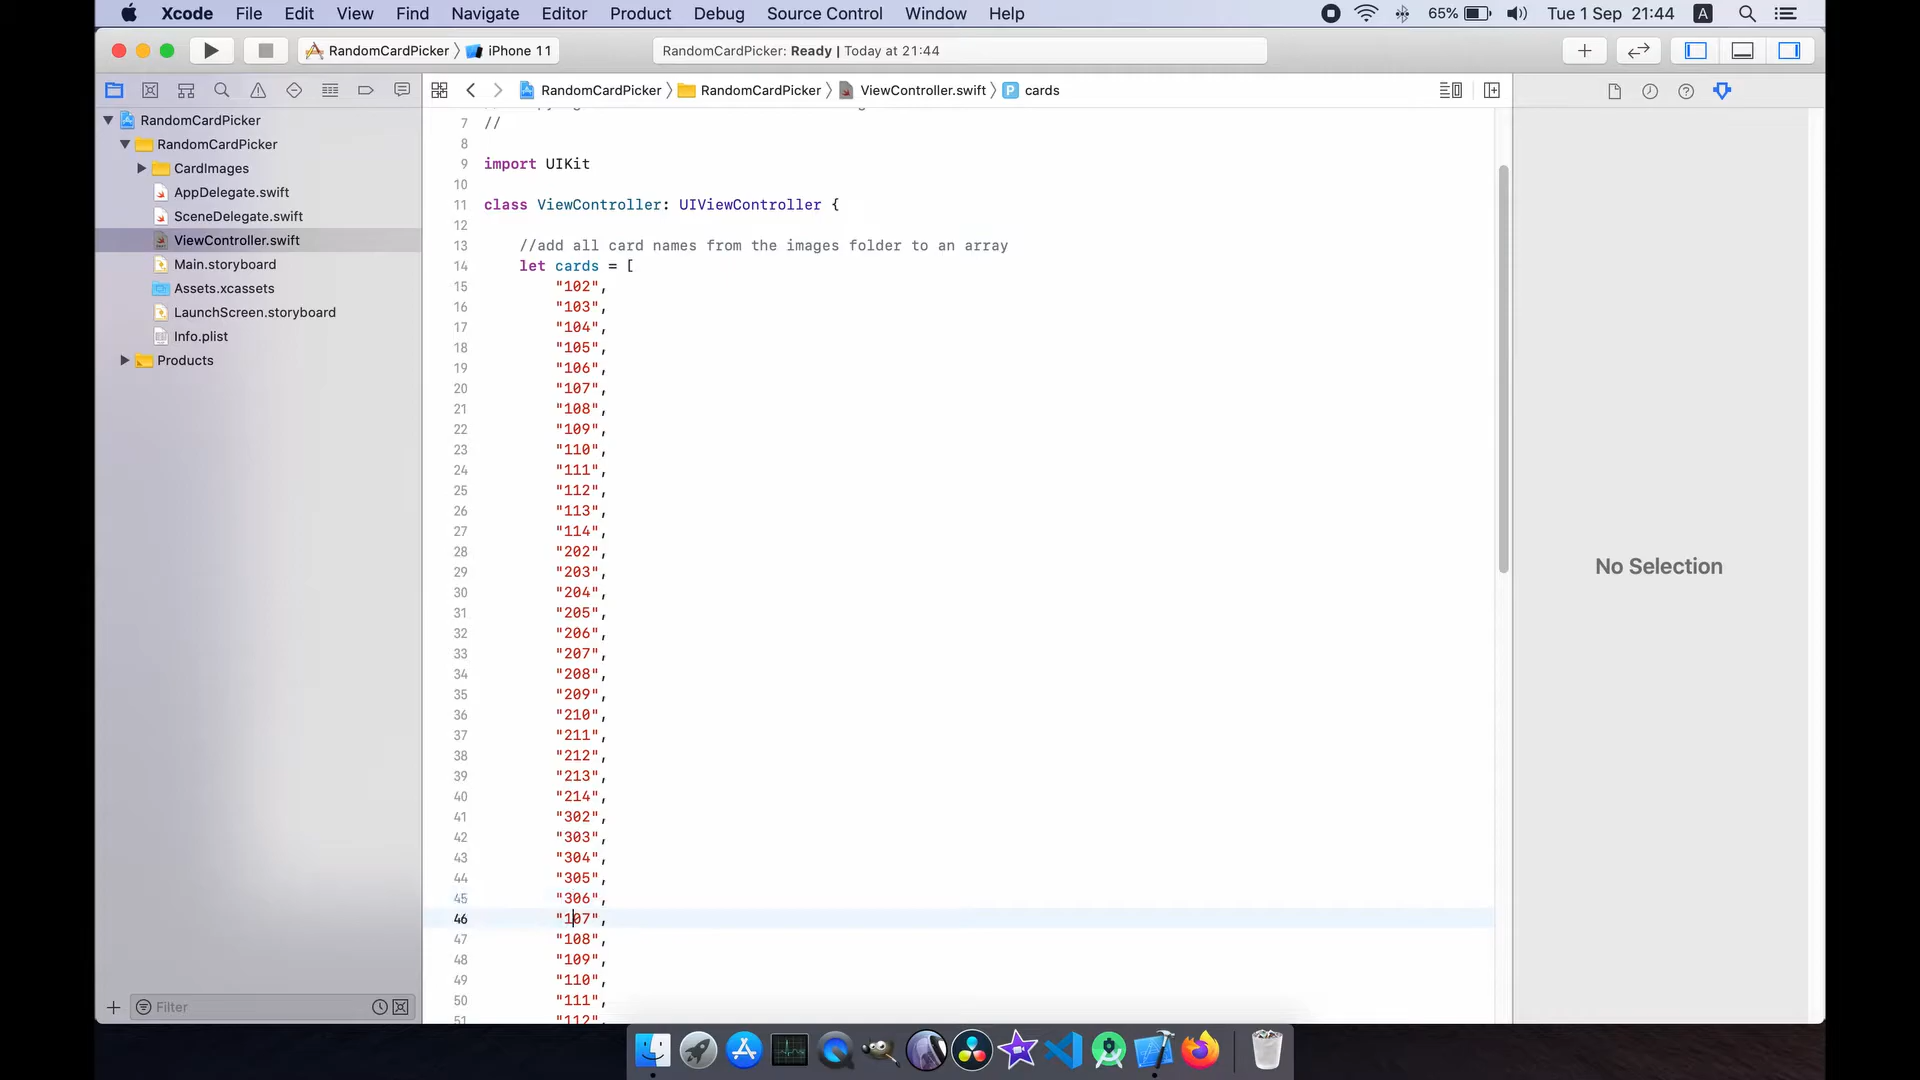 Xcode File Edit View Find Navigate Editor Product Debug Source Control Window Help 65% Tue 1 Sep 21:44 A
RandomCardPicker iPhone 11 RandomCardPicker: Ready | Today at 21:44
RandomCardPicker RandomCardPicker ViewController.swift P cards
RandomCardPicker
RandomCardPicker
CardImages
AppDelegate.swift
SceneDelegate.swift
ViewController.swift
Main.storyboard
Assets.xcassets
LaunchScreen.storyboard
Info.plist
Products
Filter
7 //
8
9 import UIKit
10
11 class ViewController: UIViewController {
12
13 //add all card names from the images folder to an array
14 let cards = [
15 "102",
16 "103",
17 "104",
18 "105",
19 "106",
20 "107",
21 "108",
22 "109",
23 "110",
24 "111",
25 "112",
26 "113",
27 "114",
28 "202",
29 "203",
30 "204",
31 "205",
32 "206",
33 "207",
34 "208",
35 "209",
36 "210",
37 "211",
38 "212",
39 "213",
40 "214",
41 "302",
42 "303",
43 "304",
44 "305",
45 "306",
46 "107",
47 "108",
48 "109",
49 "110",
50 "111",
51 "112",
No Selection